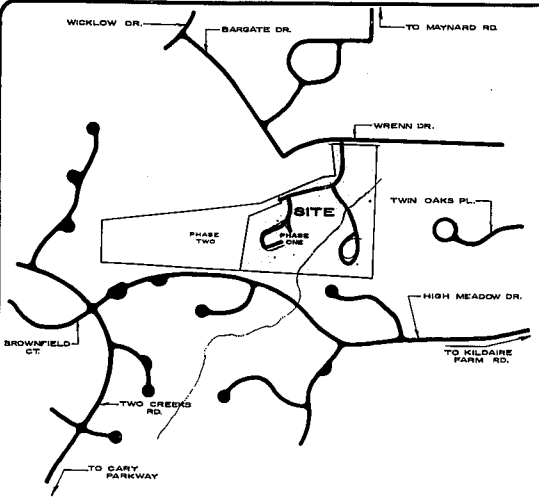 WICKLOW DR.
BARGATE DR.
TO MAYNARD RD.
WRENN DR.
TWIN OAKS PL.
SITE
PHASE
TWO
PHASE
ONE
HIGH MEADOW DR.
BROWNFIELD
CT.
TO KILDAIRE
FARM RD.
TWO CREEKS
RD.
TO CARY
PARKWAY